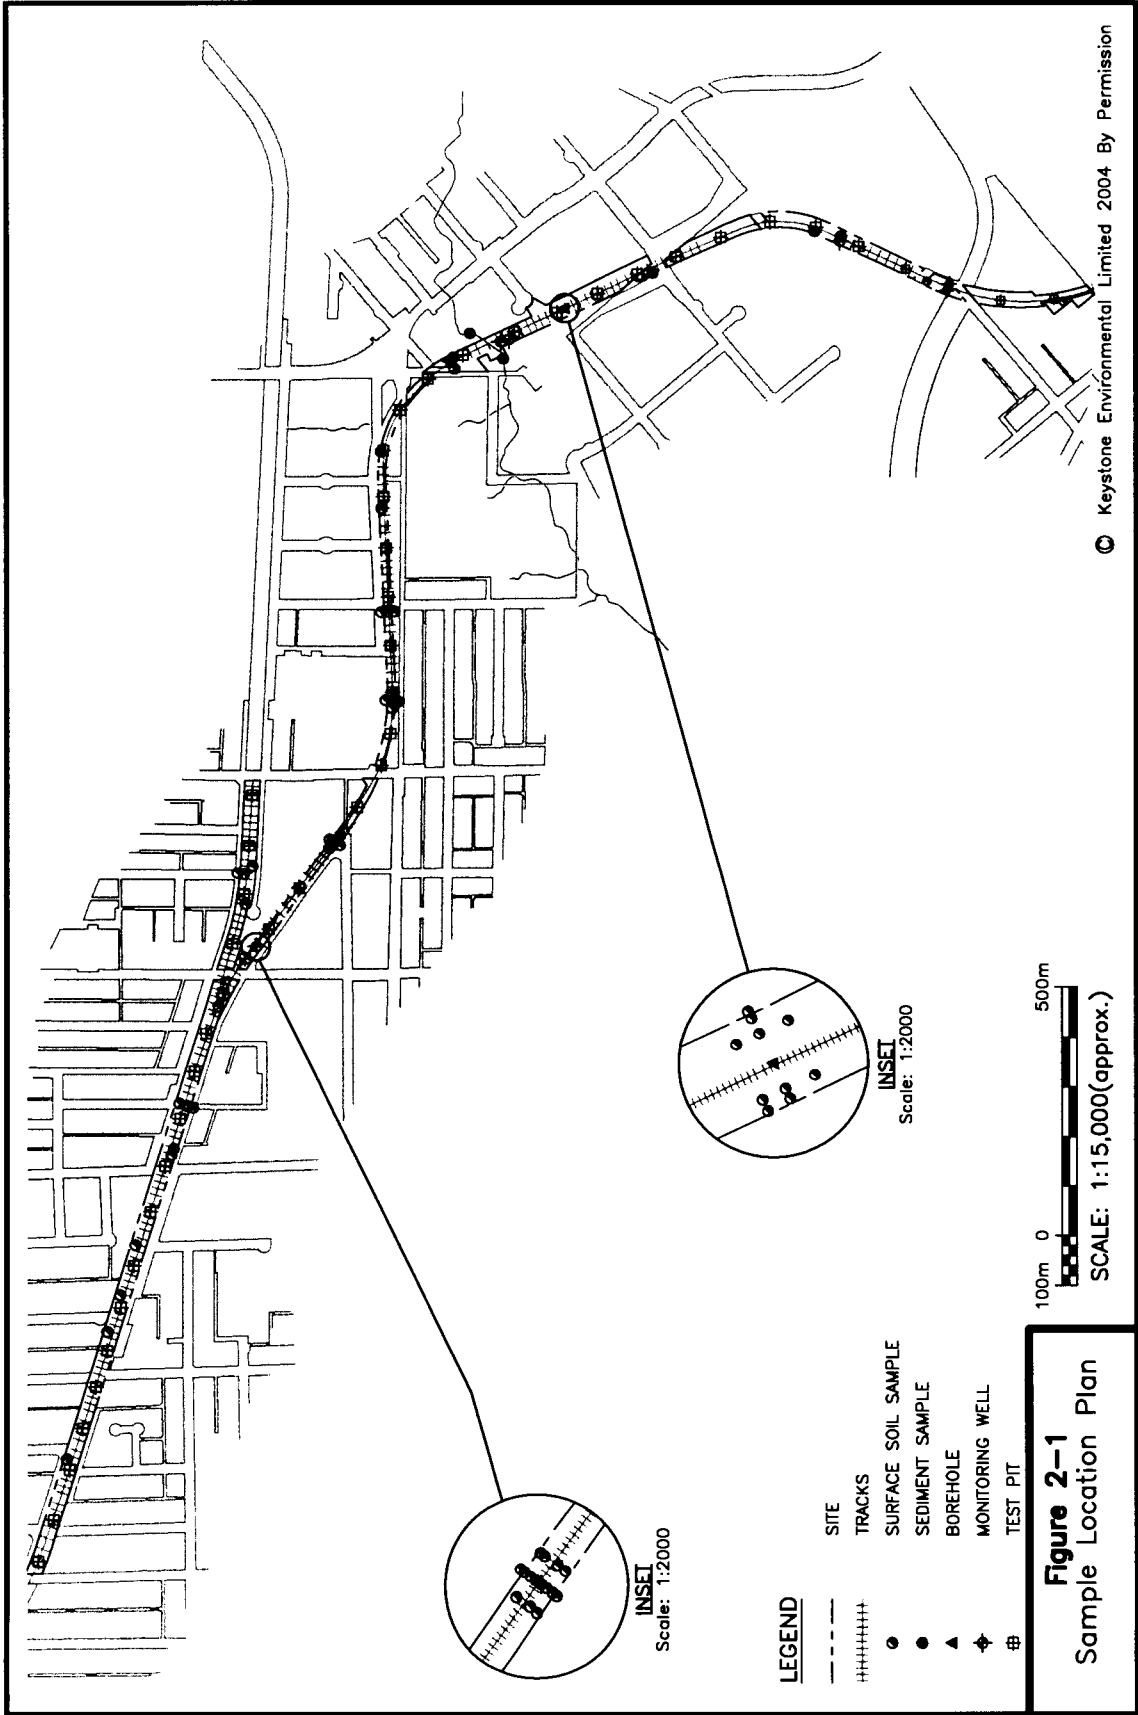 INSET
Scale: 1:2000
INSET
Scale: 1:2000
LEGEND
SITE
TRACKS
SURFACE SOIL SAMPLE
SEDIMENT SAMPLE
BOREHOLE
MONITORING WELL
TEST PIT
100m 0 500m
SCALE: 1:15,000(approx.)
Figure 2-1
Sample Location Plan
© Keystone Environmental Limited 2004 By Permission